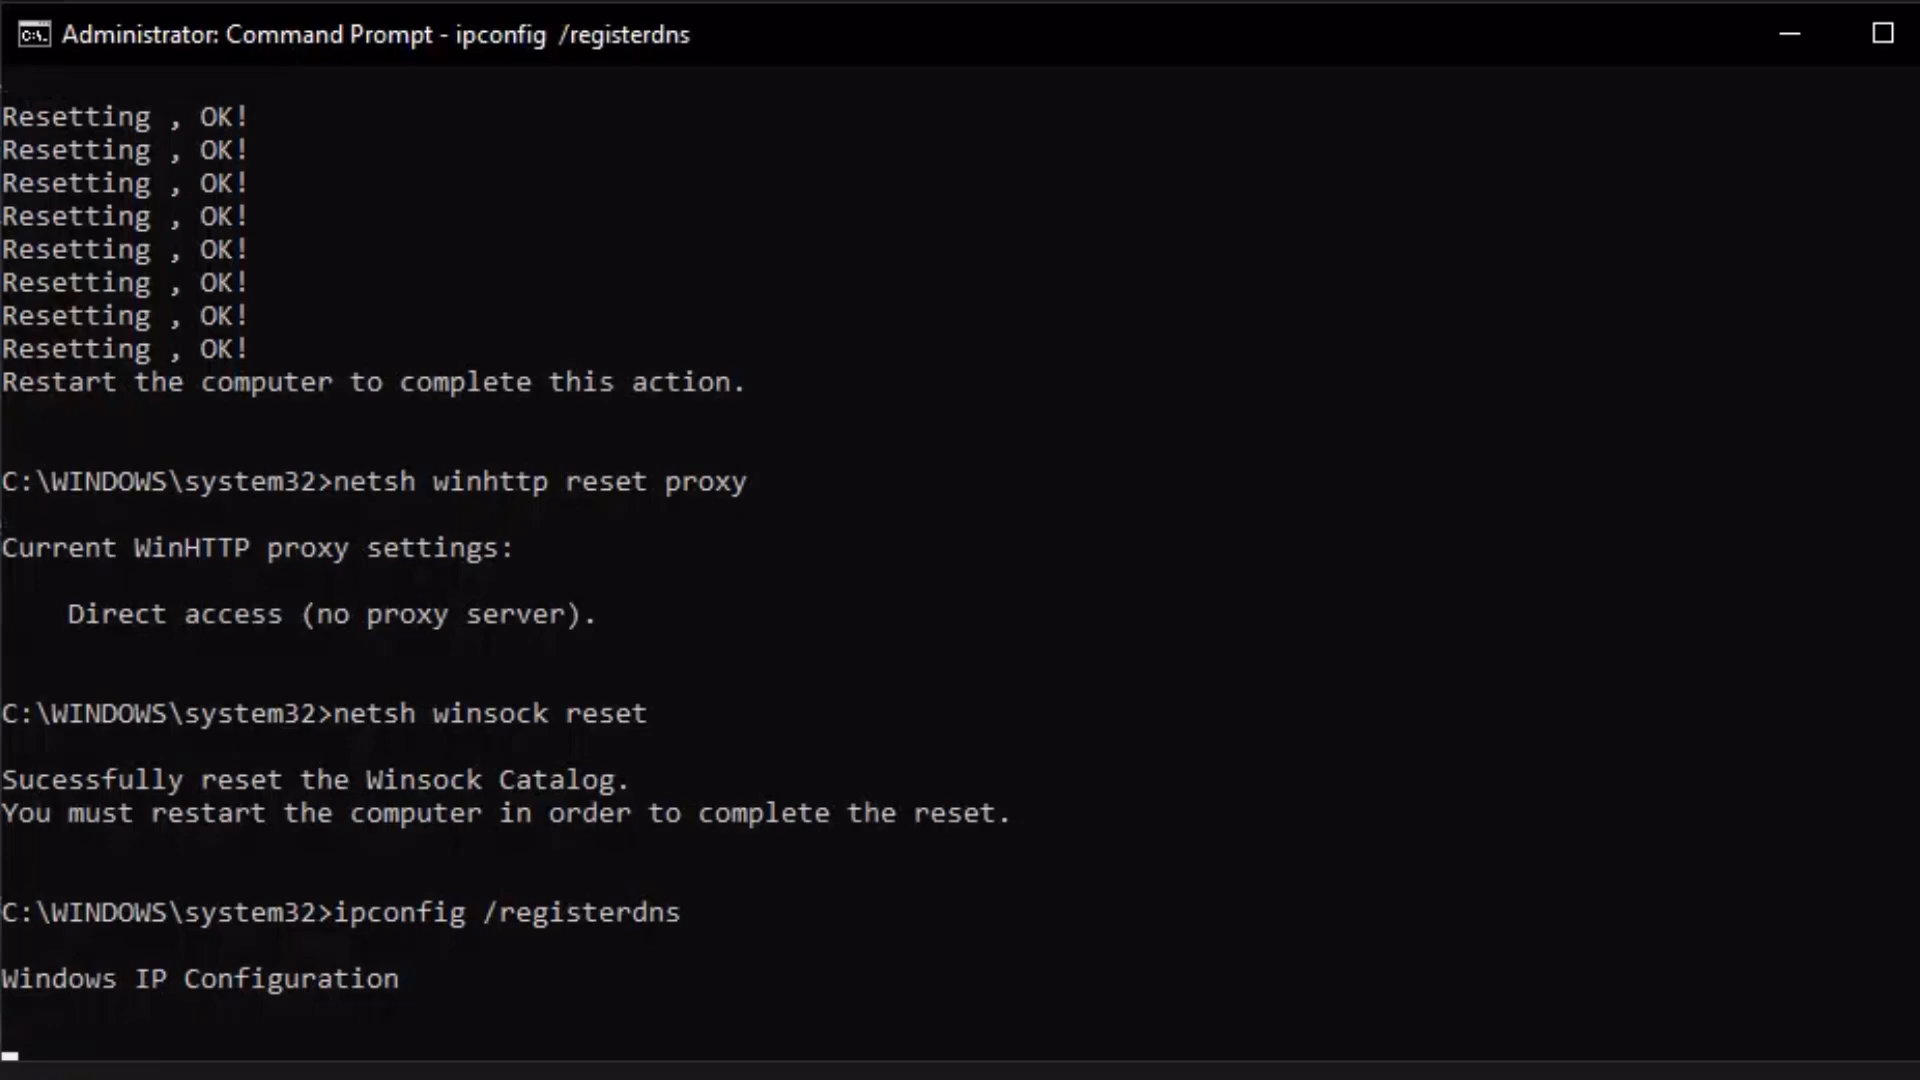 Administrator: Command Prompt - ipconfig  /registerdns
Resetting , OK!
Resetting , OK!
Resetting , OK!
Resetting , OK!
Resetting , OK!
Resetting , OK!
Resetting , OK!
Resetting , OK!
Restart the computer to complete this action.
C:\WINDOWS\system32>netsh winhttp reset proxy
Current WinHTTP proxy settings:
    Direct access (no proxy server).
C:\WINDOWS\system32>netsh winsock reset
Sucessfully reset the Winsock Catalog.
You must restart the computer in order to complete the reset.
C:\WINDOWS\system32>ipconfig /registerdns
Windows IP Configuration